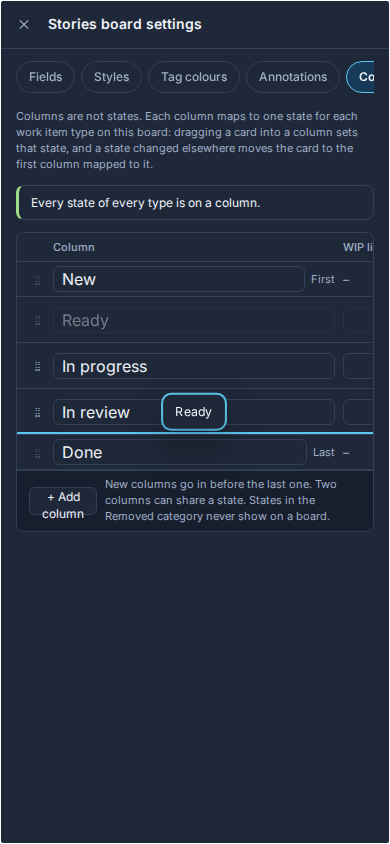 Stories board settings
Fields Styles Tag colours Annotations Co
Columns are not states. Each column maps to one state for each
work item type on this board: dragging a card into a column sets
that state, and a state changed elsewhere moves the card to the
first column mapped to it.
Every state of every type is on a column.
Column WIP li
New First –
Ready
In progress
In review Ready
Done Last –
+ Add
column
New columns go in before the last one. Two
columns can share a state. States in the
Removed category never show on a board.